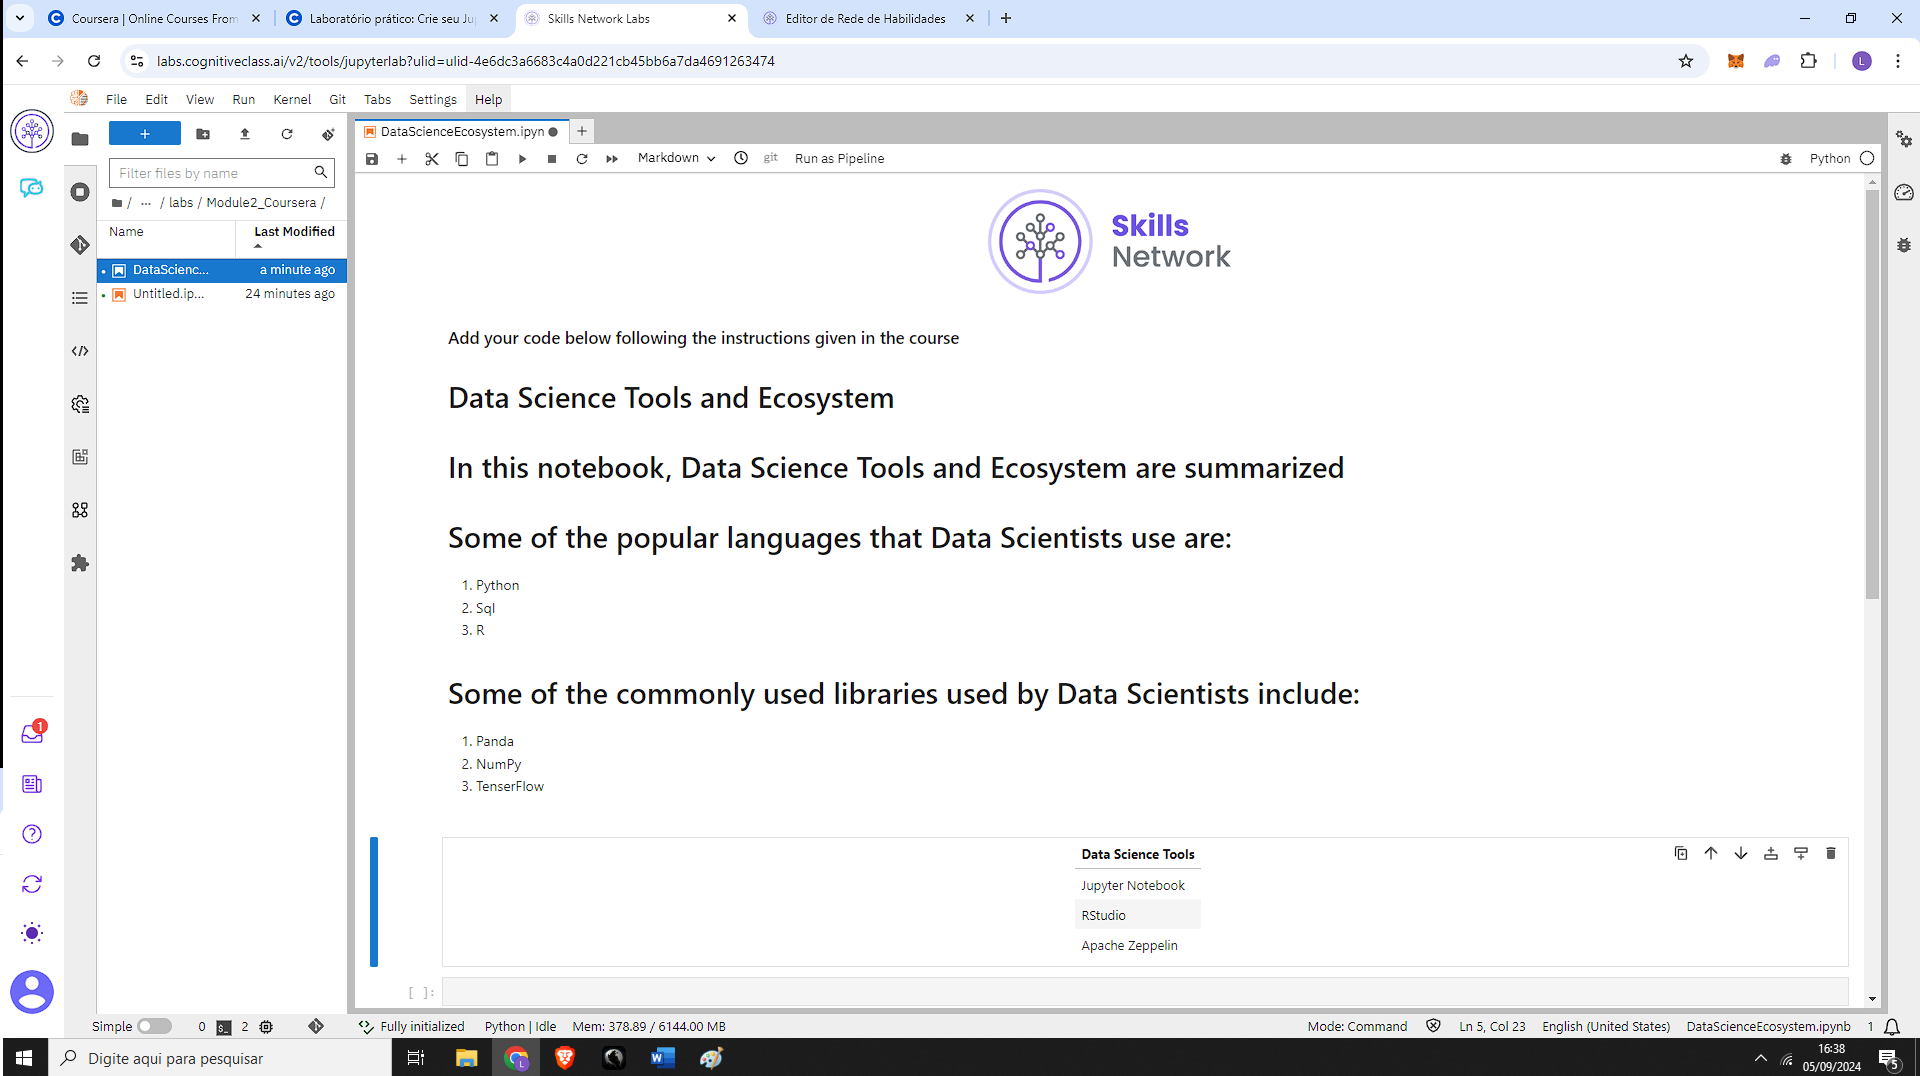 Coursera | Online Courses From
Laboratório prático: Crie seu Ju
Skills Network Labs
Editor de Rede de Habilidades
labs.cognitiveclass.ai/v2/tools/jupyterlab?ulid=ulid-4e6dc3a6683c4a0d221cb45bb6a7da4691263474
L
File Edit View Run Kernel Git Tabs Settings Help
DataScienceEcosystem.ipyn
Markdown
git
Run as Pipeline
Python
Filter files by name
/ ... / labs / Module2_Coursera /
Name Last Modified
DataScienc... a minute ago
Untitled.ip... 24 minutes ago
Skills
Network
Add your code below following the instructions given in the course
Data Science Tools and Ecosystem
In this notebook, Data Science Tools and Ecosystem are summarized
Some of the popular languages that Data Scientists use are:
1. Python
2. Sql
3. R
Some of the commonly used libraries used by Data Scientists include:
1. Panda
2. NumPy
3. TenserFlow
Data Science Tools
Jupyter Notebook
RStudio
Apache Zeppelin
[ ]:
1
Simple 0 2 Fully initialized Python | Idle Mem: 378.89 / 6144.00 MB Mode: Command Ln 5, Col 23 English (United States) DataScienceEcosystem.ipynb 1
Digite aqui para pesquisar
16:38
05/09/2024
5